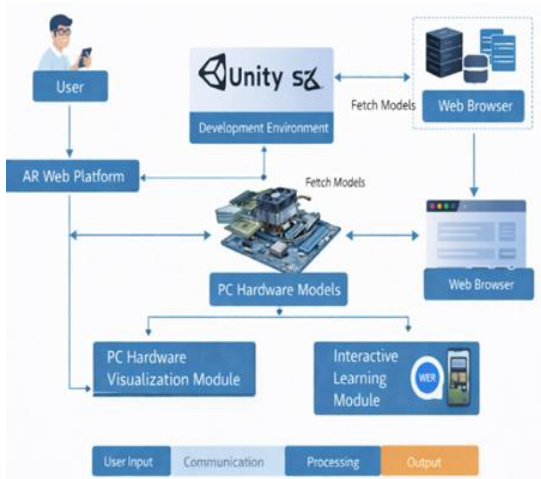 User
Unity
Development Environment
Fetch Models
Web Browser
AR Web Platform
Fetch Models
PC Hardware Models
Web Browser
PC Hardware
Visualization Module
Interactive
Learning
Module
WER
User Input
Communication
Processing
Output